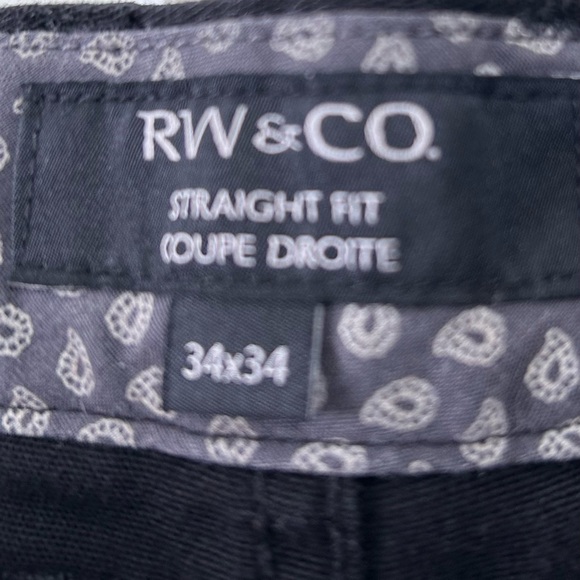 RW & CO.
STRAIGHT FIT
COUPE DROITE
34x34